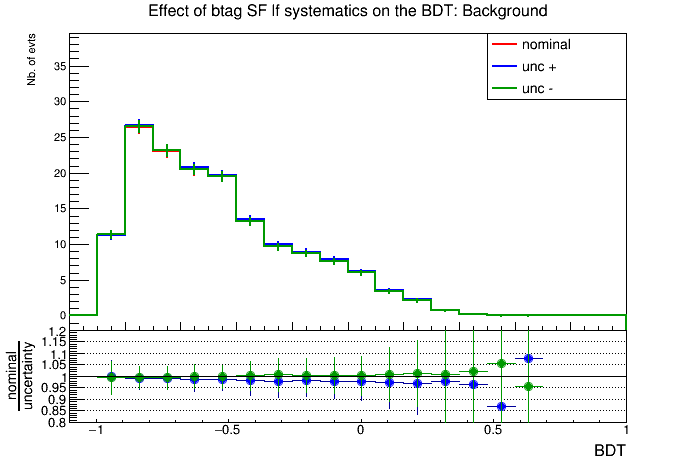 Effect of btag SF lf systematics on the BDT: Background
Nb. of evts
35
30
25
20
15
10
5
0
nominal
unc +
unc -
nominal
uncertainty
1.2
1.15
1.1
1.05
1
0.95
0.9
0.85
0.8
−1
−0.5
0
0.5
1
BDT